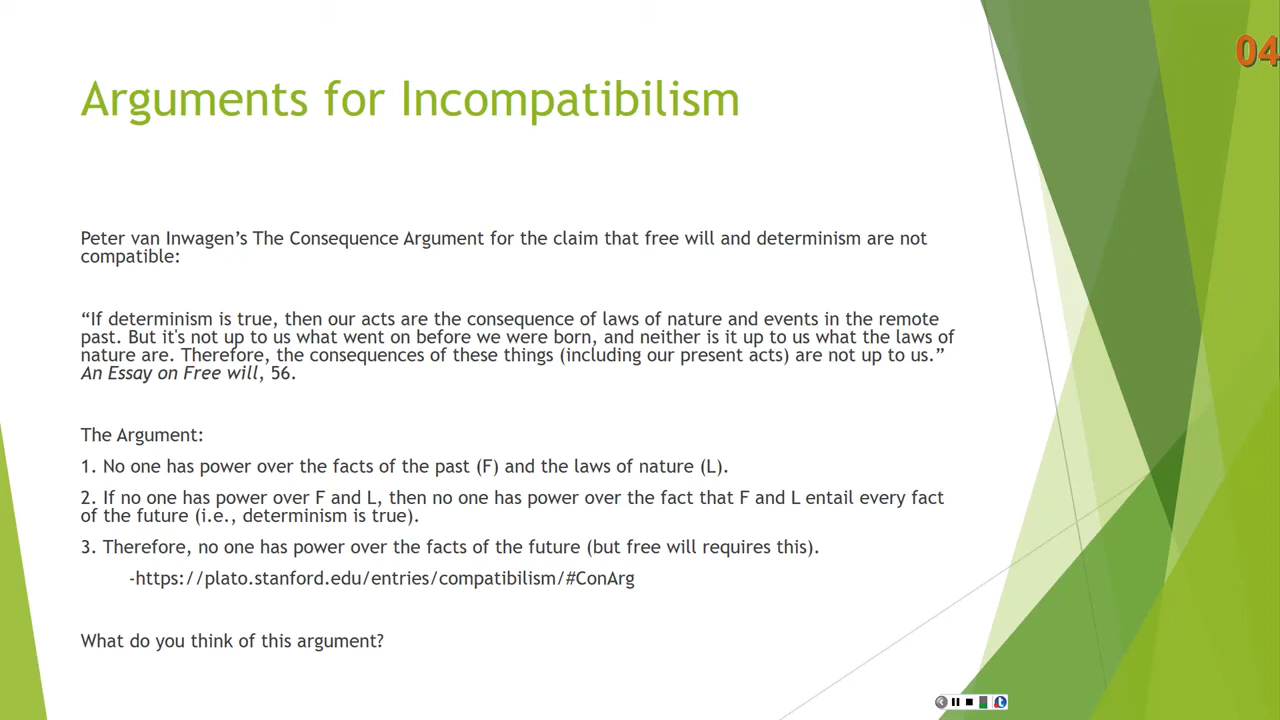 04
Arguments for Incompatibilism
Peter van Inwagen’s The Consequence Argument for the claim that free will and determinism are not
compatible:
“If determinism is true, then our acts are the consequence of laws of nature and events in the remote
past. But it's not up to us what went on before we were born, and neither is it up to us what the laws of
nature are. Therefore, the consequences of these things (including our present acts) are not up to us.”
An Essay on Free will, 56.
The Argument:
1. No one has power over the facts of the past (F) and the laws of nature (L).
2. If no one has power over F and L, then no one has power over the fact that F and L entail every fact
of the future (i.e., determinism is true).
3. Therefore, no one has power over the facts of the future (but free will requires this).
-https://plato.stanford.edu/entries/compatibilism/#ConArg
What do you think of this argument?